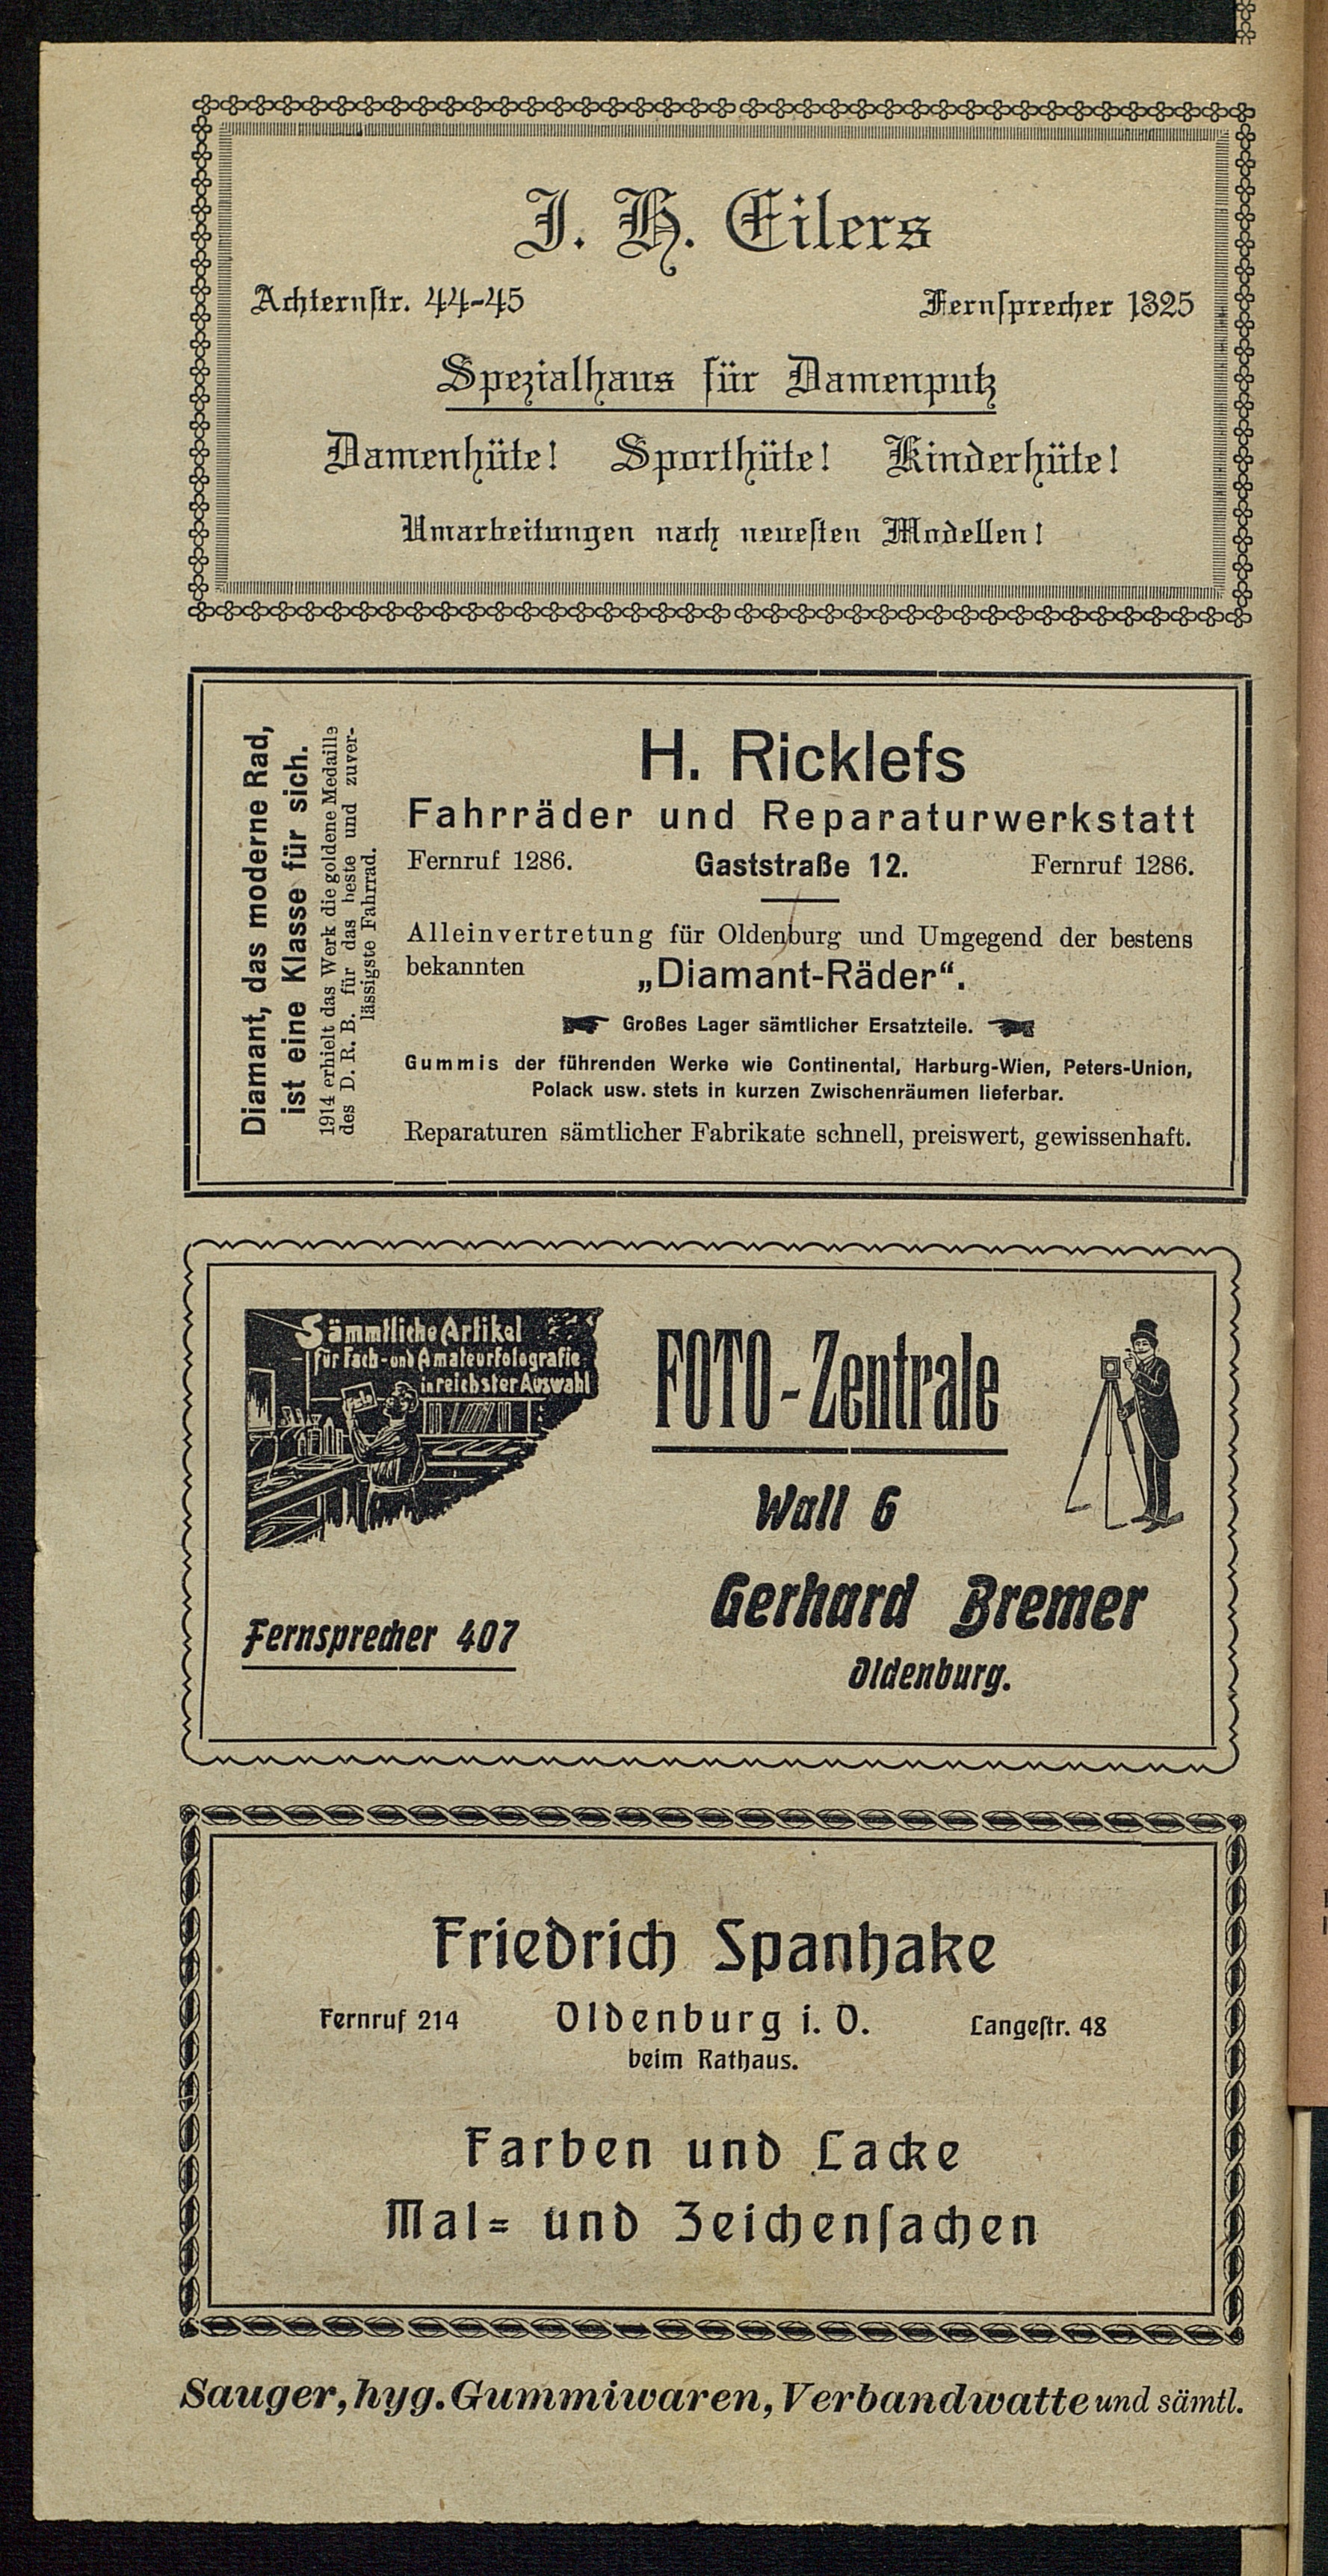 J. H. Eilers
Achternstr. 44-45
Fernsprecher 1325
Spezialhaus für Damenputz
Damenhüte! Sporthüte! Kinderhüte!
Umarbeitungen nach neuesten Modellen!
Diamant, das moderne Rad,
ist eine Klasse für sich.
1914 erhielt das Werk die goldene Medaille
des D. R. B. für das beste und zuver-
lässigste Fahrrad.
H. Ricklefs
Fahrräder und Reparaturwerkstatt
Fernruf 1286. Gaststraße 12. Fernruf 1286.
Alleinvertretung für Oldenburg und Umgegend der bestens
bekannten „Diamant-Räder“.
Großes Lager sämtlicher Ersatzteile.
Gummis der führenden Werke wie Continental, Harburg-Wien, Peters-Union,
Polack usw. stets in kurzen Zwischenräumen lieferbar.
Reparaturen sämtlicher Fabrikate schnell, preiswert, gewissenhaft.
Sämmtliche Artikel
für Fach- und Amateurfotografie
in reichster Auswahl
FOTO-Zentrale
Wall 6
Gerhard Bremer
Oldenburg.
Fernsprecher 407
Friedrich Spanhake
Fernruf 214 Oldenburg i. O. Langestr. 48
beim Rathaus.
Farben und Lacke
Mal= und Zeichensachen
Sauger, hyg. Gummiwaren, Verbandwatte und sämtl.